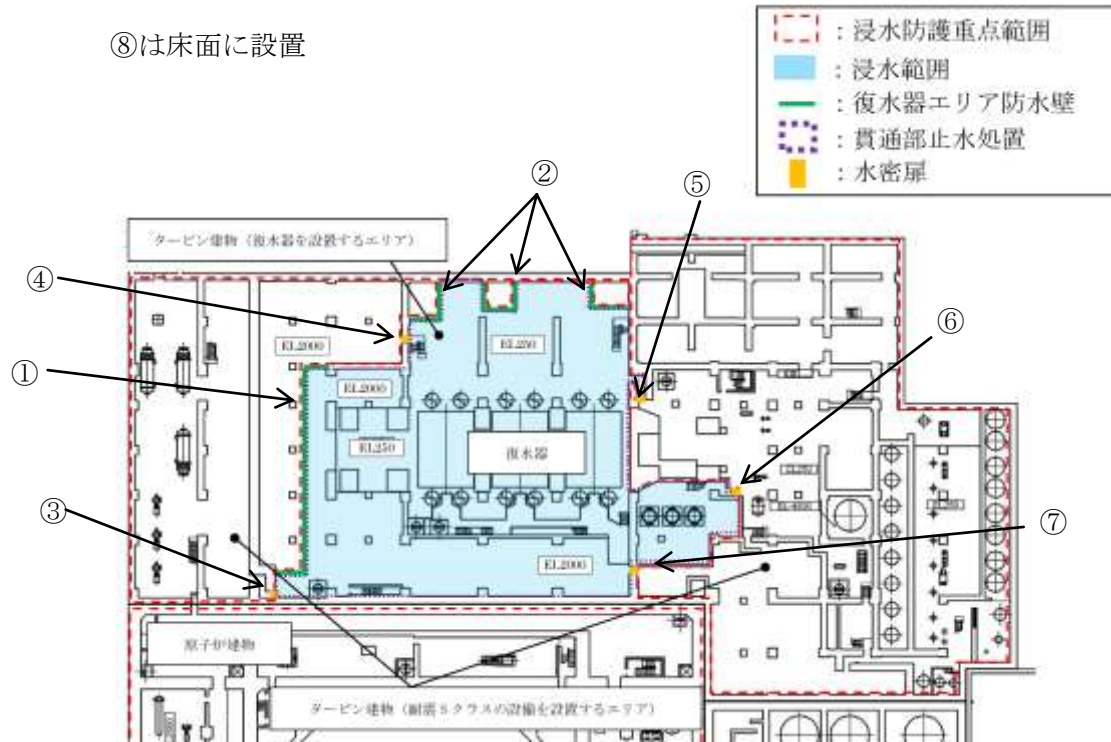 ⑧は床面に設置
：浸水防護重点範囲
：浸水範囲
：復水器エリア防水壁
：貫通部止水処置
：水密扉
②
⑤
タービン建物（復水器を設置するエリア）
④
⑥
EL2000
EL250
①
EL2000
EL250
復水器
③
⑦
EL2000
原子炉建物
タービン建物（耐震Sクラスの設備を設置するエリア）